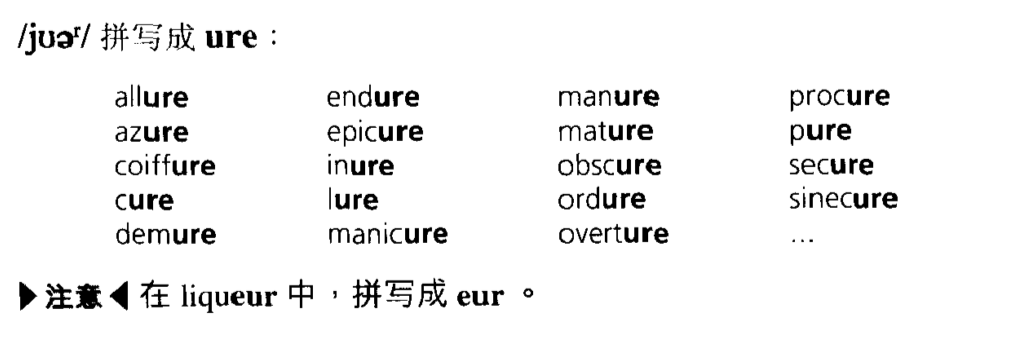 /jʊəʳ/ 拼写成 ure：
allure endure manure procure
azure epicure mature pure
coiffure inure obscure secure
cure lure ordure sinecure
demure manicure overture …
▶注意◀ 在 liqueur 中，拼写成 eur 。